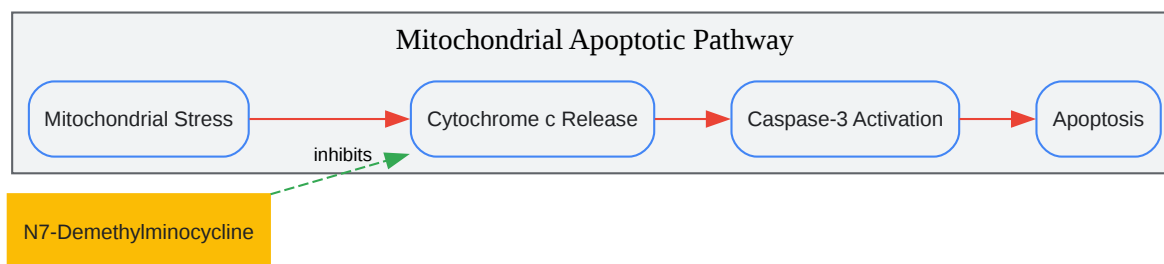 Mitochondrial Apoptotic Pathway
Mitochondrial Stress
Cytochrome c Release
Caspase-3 Activation
Apoptosis
inhibits
N7-Demethylminocycline